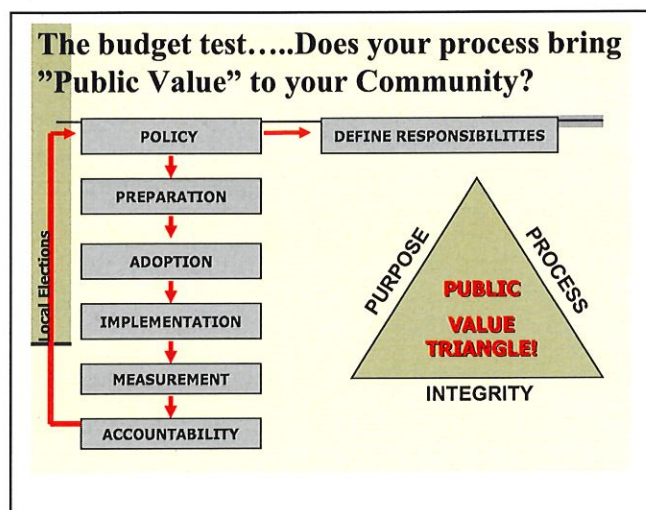 The budget test.....Does your process bring
”Public Value” to your Community?
POLICY
DEFINE RESPONSIBILITIES
PREPARATION
ADOPTION
IMPLEMENTATION
MEASUREMENT
ACCOUNTABILITY
Local Elections
PURPOSE
PROCESS
PUBLIC
VALUE
TRIANGLE!
INTEGRITY